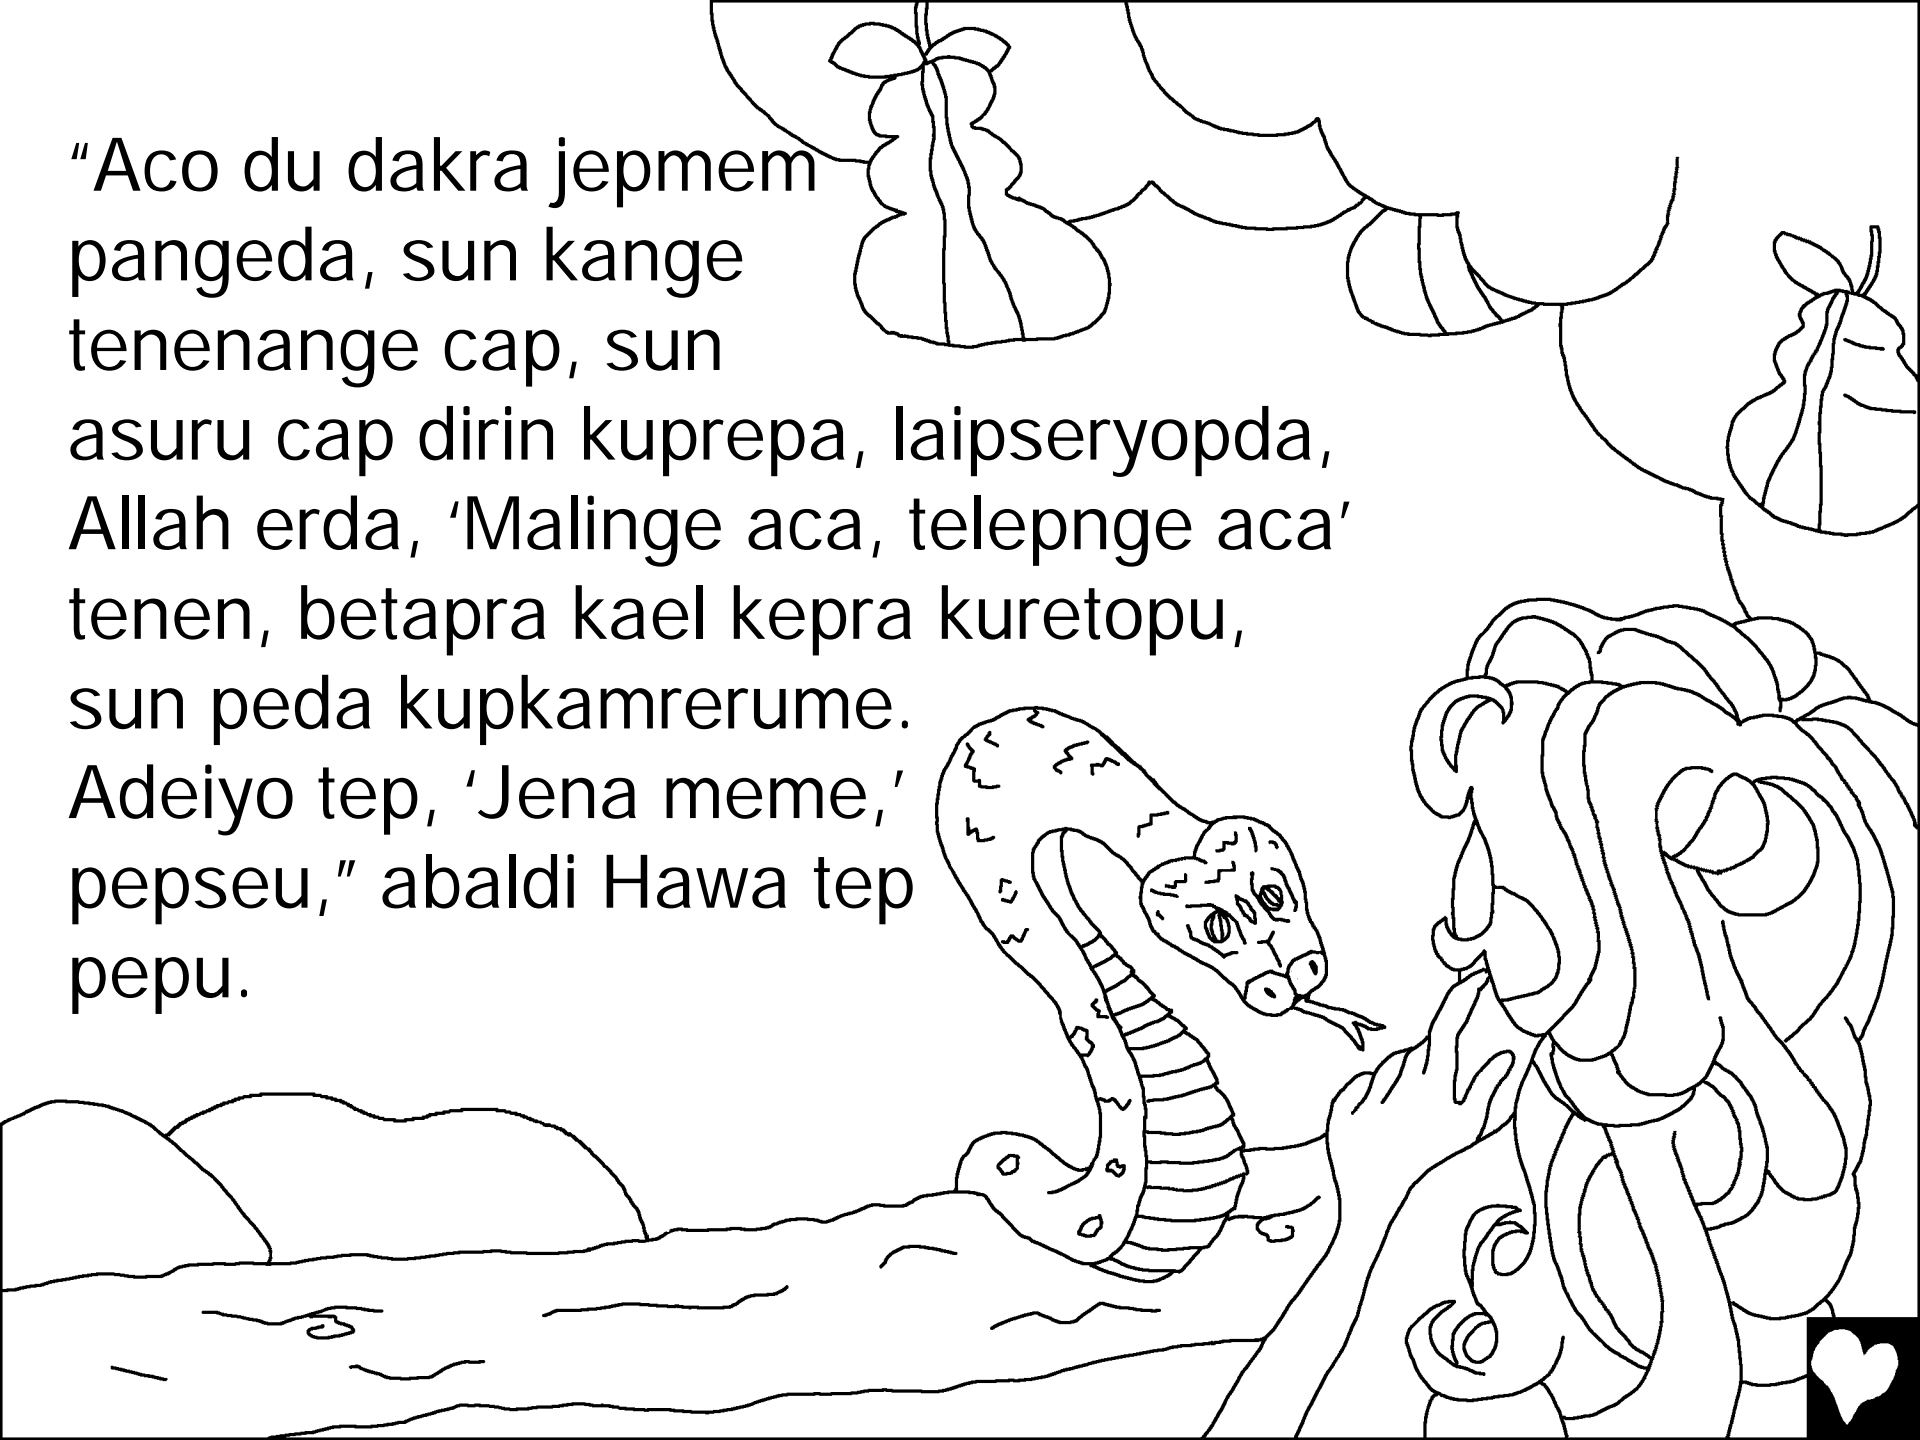 “Aco du dakra jepmem
pangeda, sun kange
tenenange cap, sun
asuru cap dirin kuprepa, laipseryopda,
Allah erda, ‘Malinge aca, telepnge aca’
tenen, betapra kael kepra kuretopu,
sun peda kupkamrerume.
Adeiyo tep, ‘Jena meme,’
pepseu,” abaldi Hawa tep
pepu.